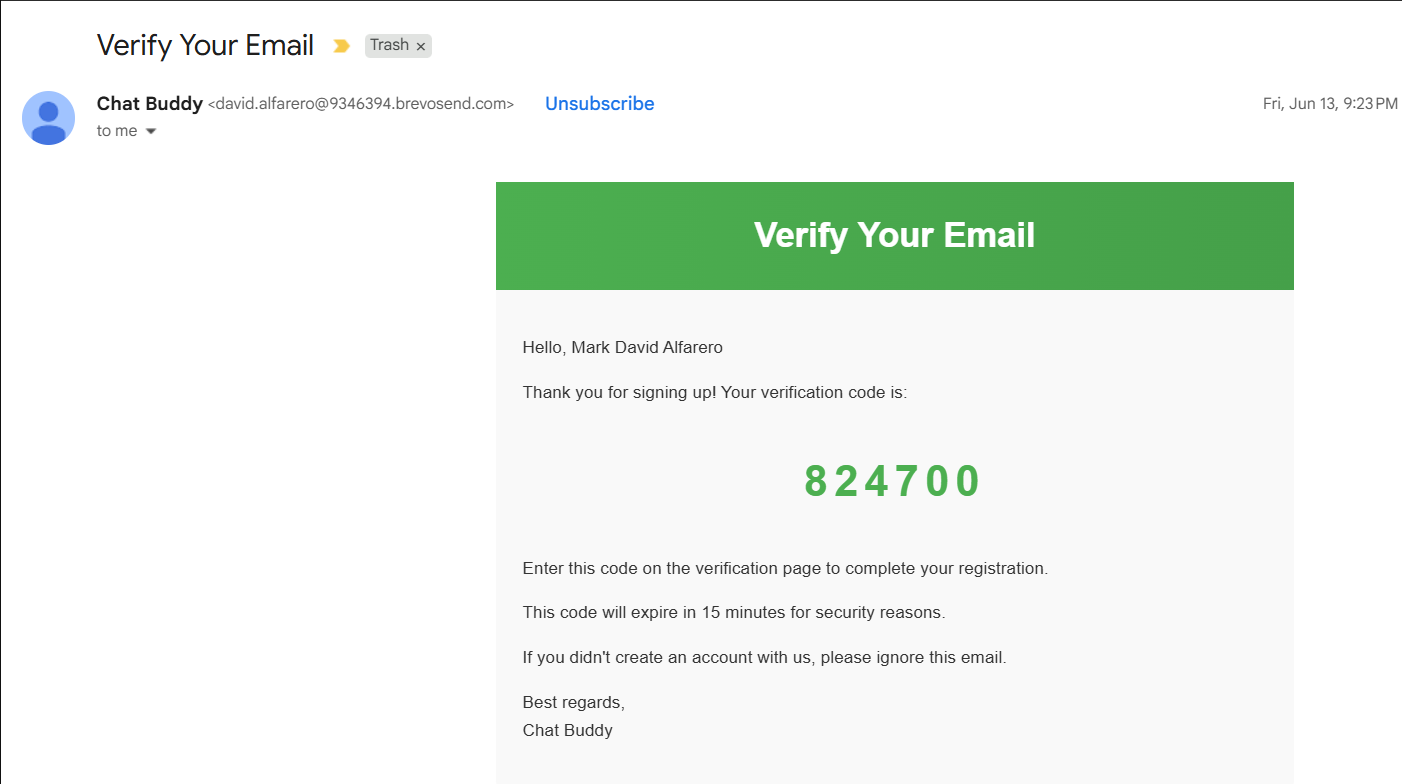 Verify Your Email
Trash ×
Chat Buddy <david.alfarero@9346394.brevosend.com> Unsubscribe Fri, Jun 13, 9:23 PM
to me
Verify Your Email
Hello, Mark David Alfarero
Thank you for signing up! Your verification code is:
824700
Enter this code on the verification page to complete your registration.
This code will expire in 15 minutes for security reasons.
If you didn't create an account with us, please ignore this email.
Best regards,
Chat Buddy